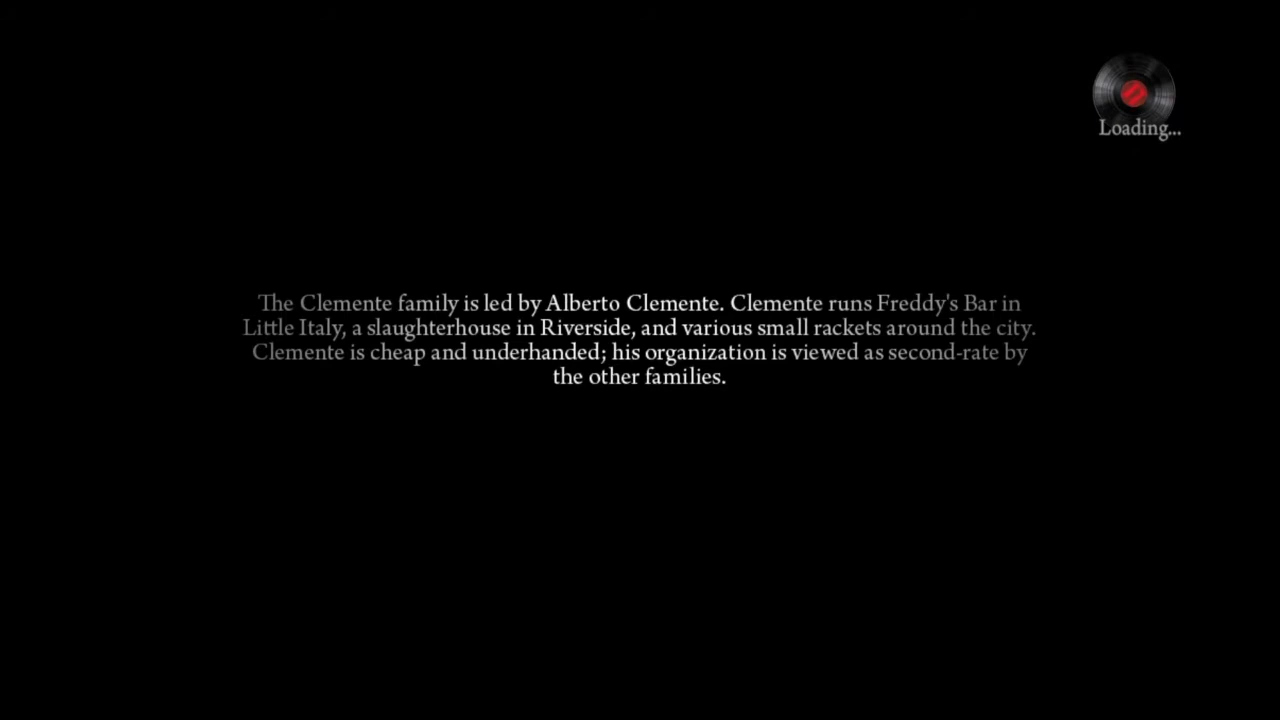 Loading...
The Clemente family is led by Alberto Clemente. Clemente runs Freddy's Bar in
Little Italy, a slaughterhouse in Riverside, and various small rackets around the city.
Clemente is cheap and underhanded; his organization is viewed as second-rate by
the other families.